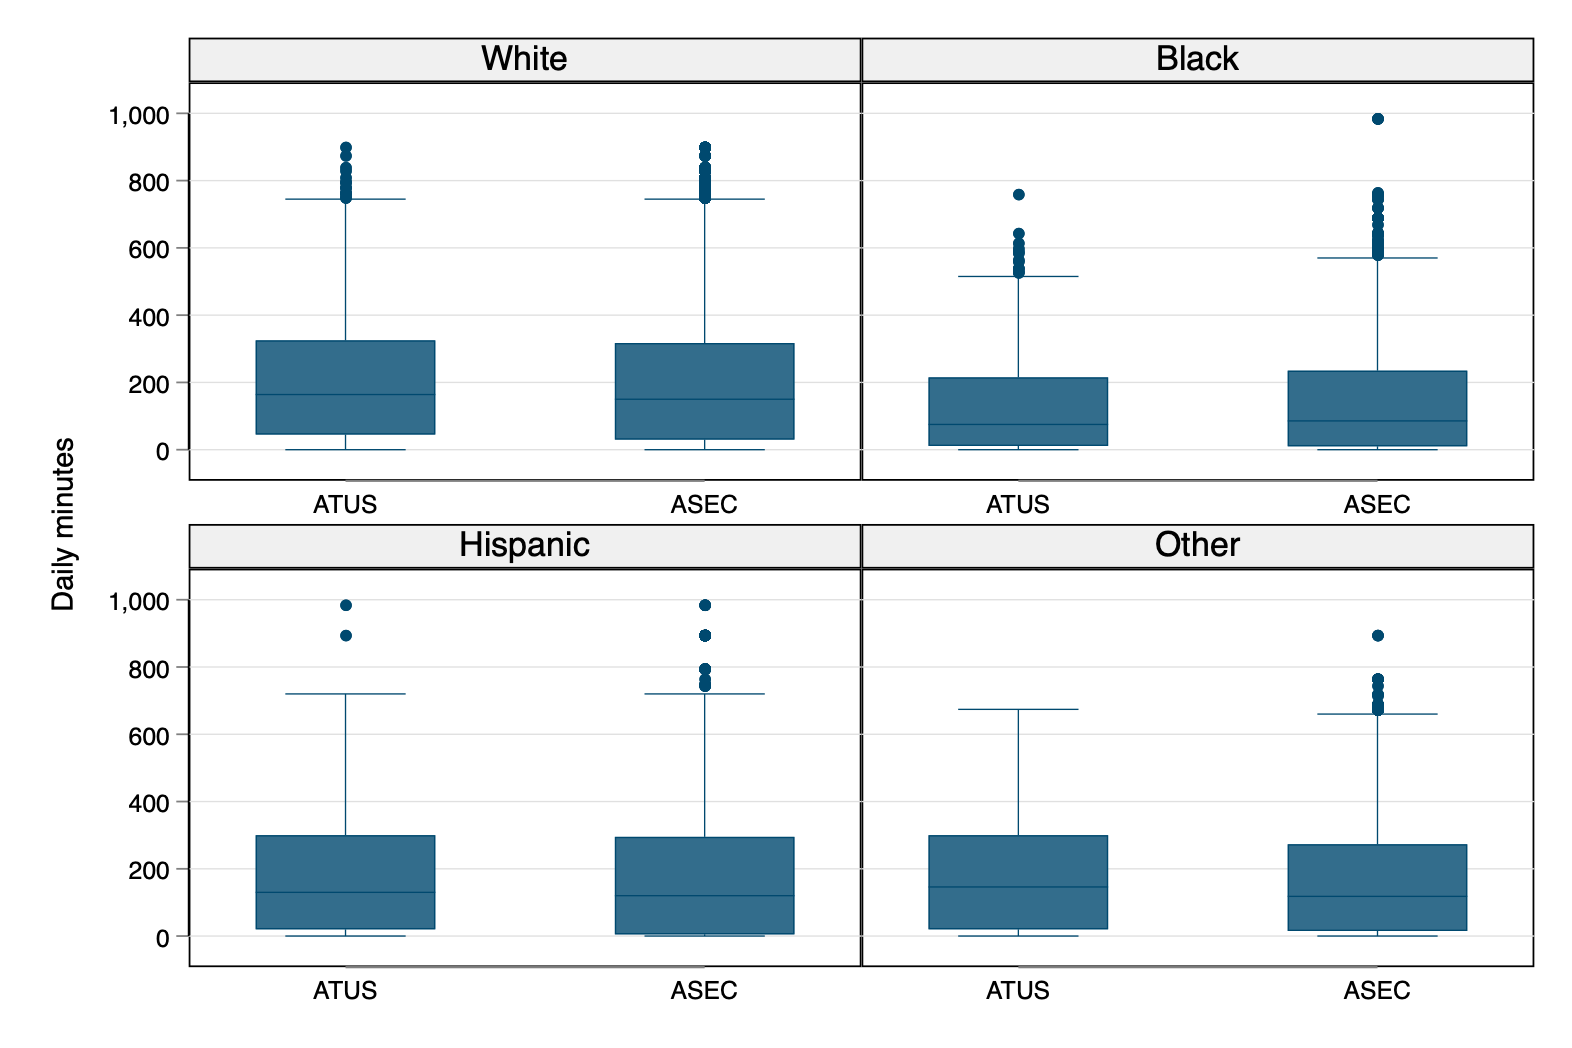 White
Black
1,000
800
600
400
200
0
ATUS
ASEC
ATUS
ASEC
Daily minutes
Hispanic
Other
1,000
800
600
400
200
0
ATUS
ASEC
ATUS
ASEC